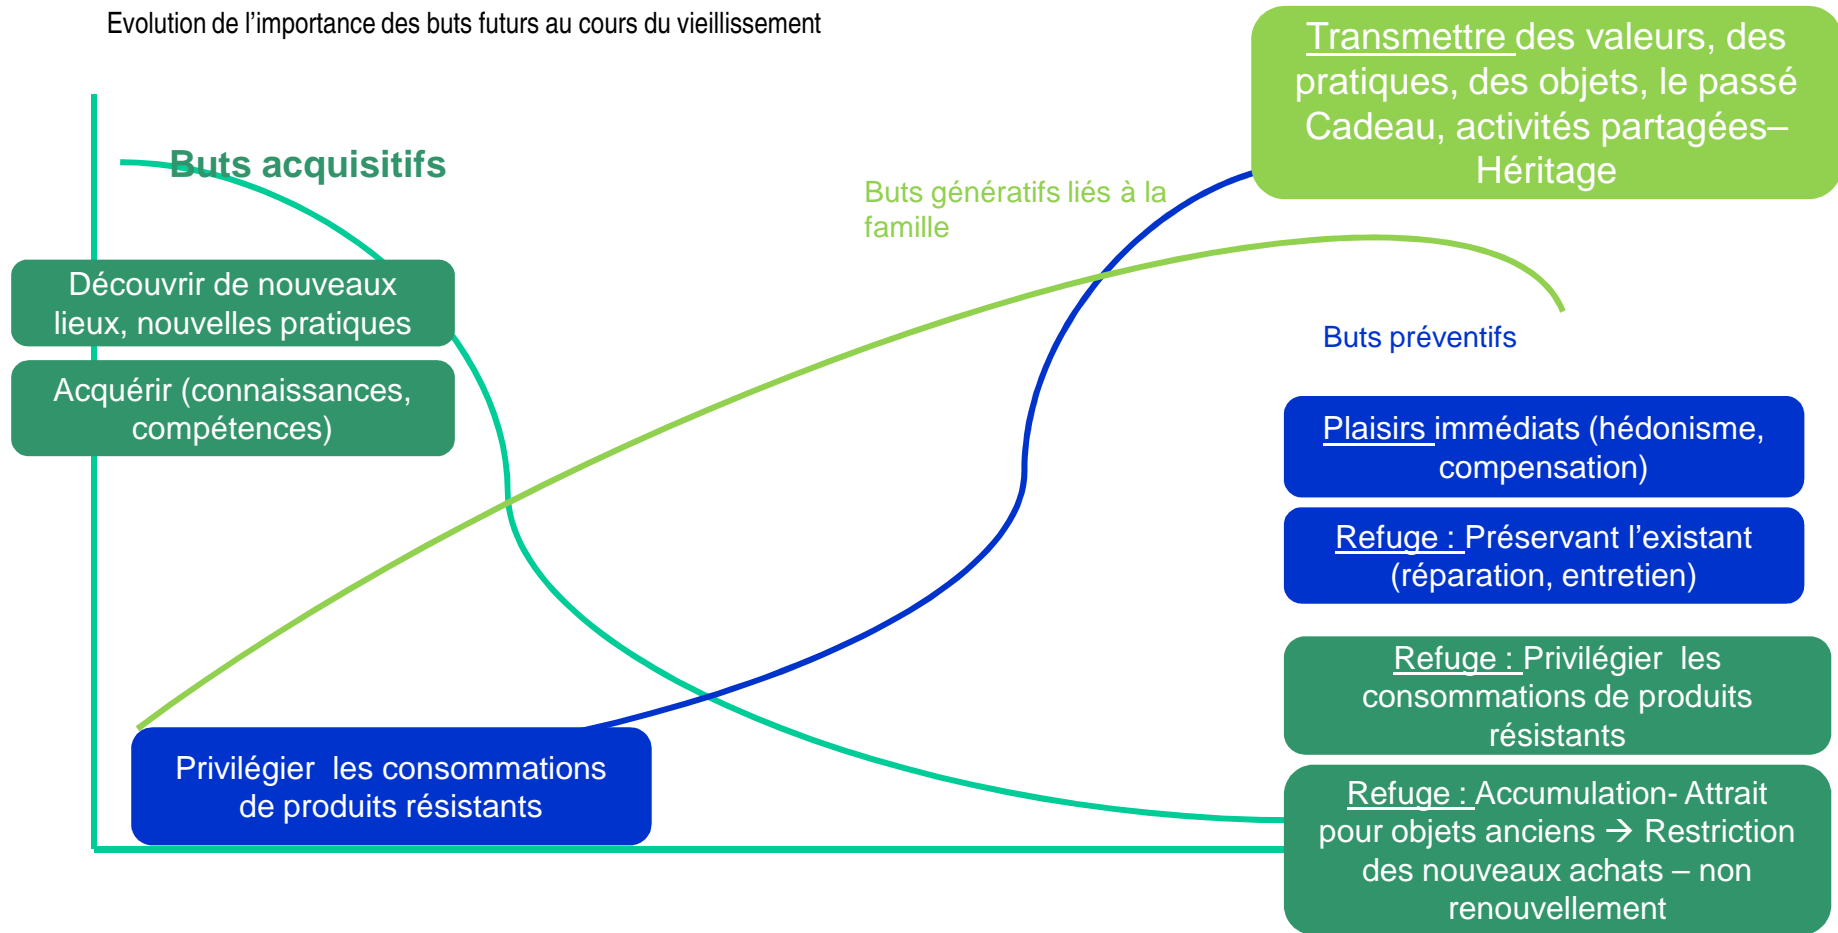 Evolution de l’importance des buts futurs au cours du vieillissement
Transmettre des valeurs, des
pratiques, des objets, le passé
Cadeau, activités partagées–
Héritage
Buts acquisitifs
Buts génératifs liés à la
famille
Découvrir de nouveaux
lieux, nouvelles pratiques
Acquérir (connaissances,
compétences)
Buts préventifs
Plaisirs immédiats (hédonisme,
compensation)
Refuge : Préservant l’existant
(réparation, entretien)
Refuge : Privilégier les
consommations de produits
résistants
Privilégier les consommations
de produits résistants
Refuge : Accumulation- Attrait
pour objets anciens → Restriction
des nouveaux achats – non
renouvellement